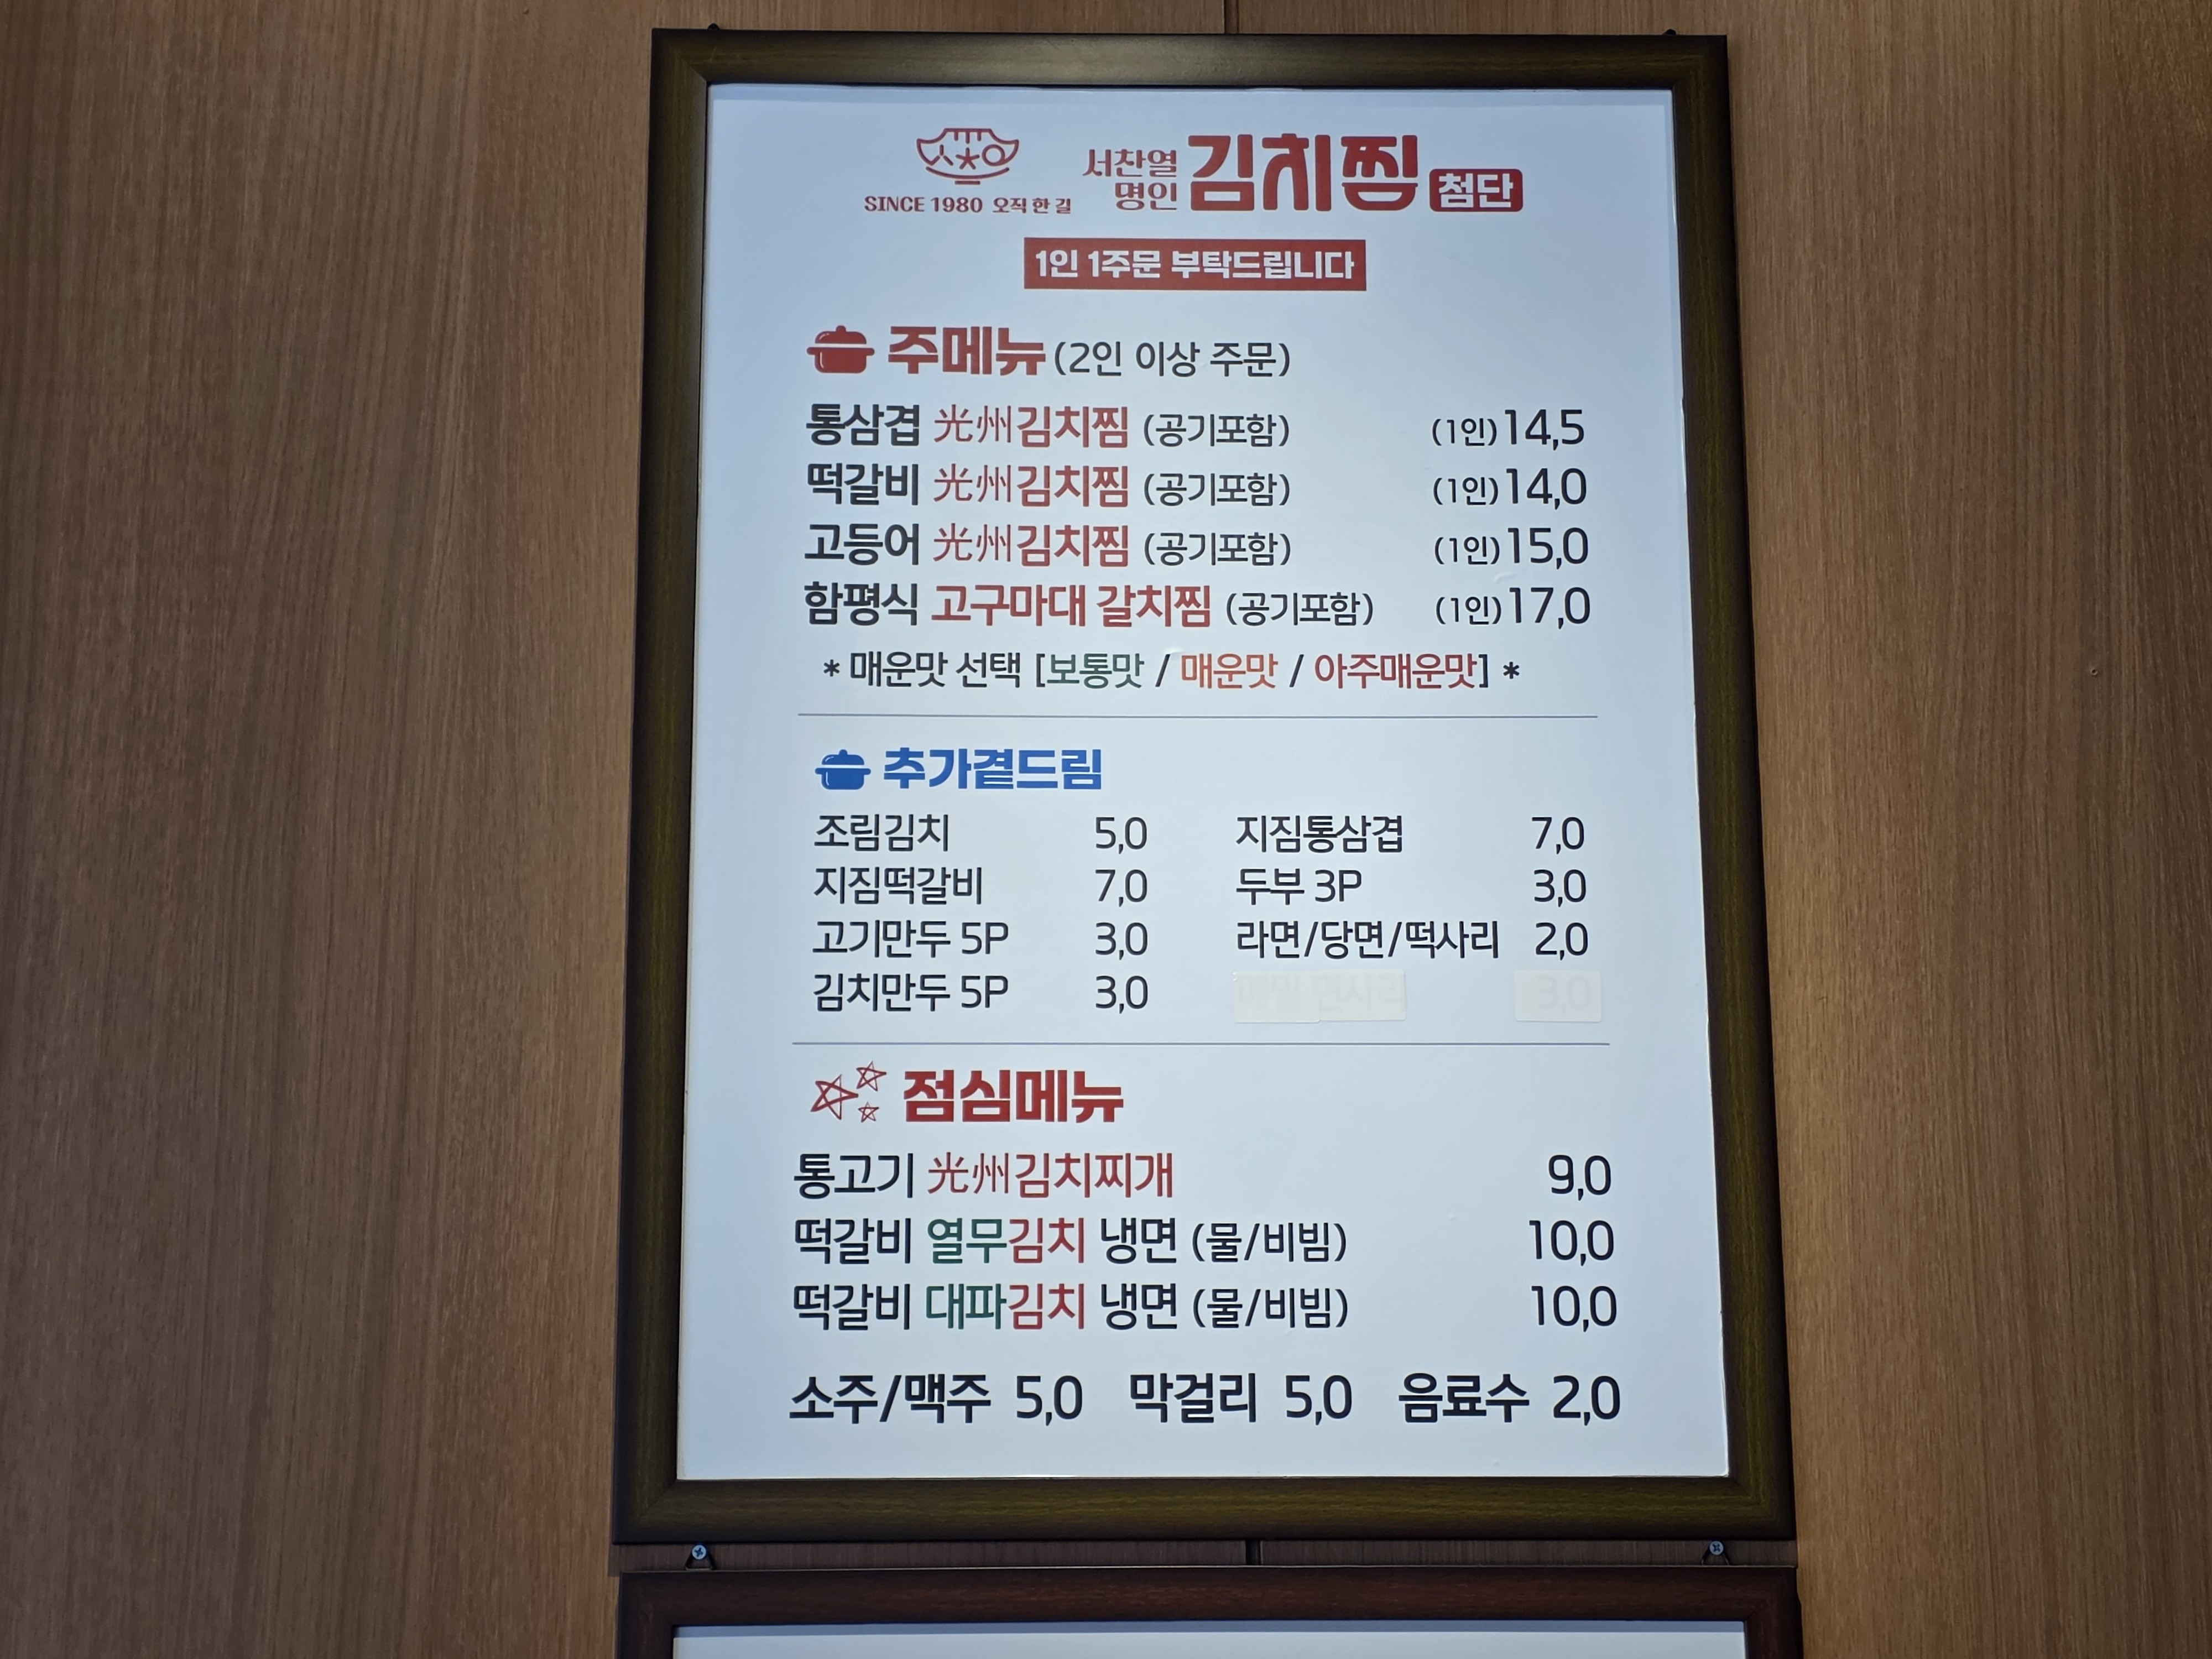 SINCE 1980 오직 한 길
서찬열 명인 김치찜 첨단
1인 1주문 부탁드립니다
주메뉴 (2인 이상 주문)
통삼겹 光州김치찜 (공기포함) (1인) 14,5
떡갈비 光州김치찜 (공기포함) (1인) 14,0
고등어 光州김치찜 (공기포함) (1인) 15,0
함평식 고구마대 갈치찜 (공기포함) (1인) 17,0
* 매운맛 선택 [보통맛 / 매운맛 / 아주매운맛] *
추가곁드림
조림김치 5,0 지짐통삼겹 7,0
지짐떡갈비 7,0 두부 3P 3,0
고기만두 5P 3,0 라면/당면/떡사리 2,0
김치만두 5P 3,0 3,0
점심메뉴
통고기 光州김치찌개 9,0
떡갈비 열무김치 냉면 (물/비빔) 10,0
떡갈비 대파김치 냉면 (물/비빔) 10,0
소주/맥주 5,0 막걸리 5,0 음료수 2,0